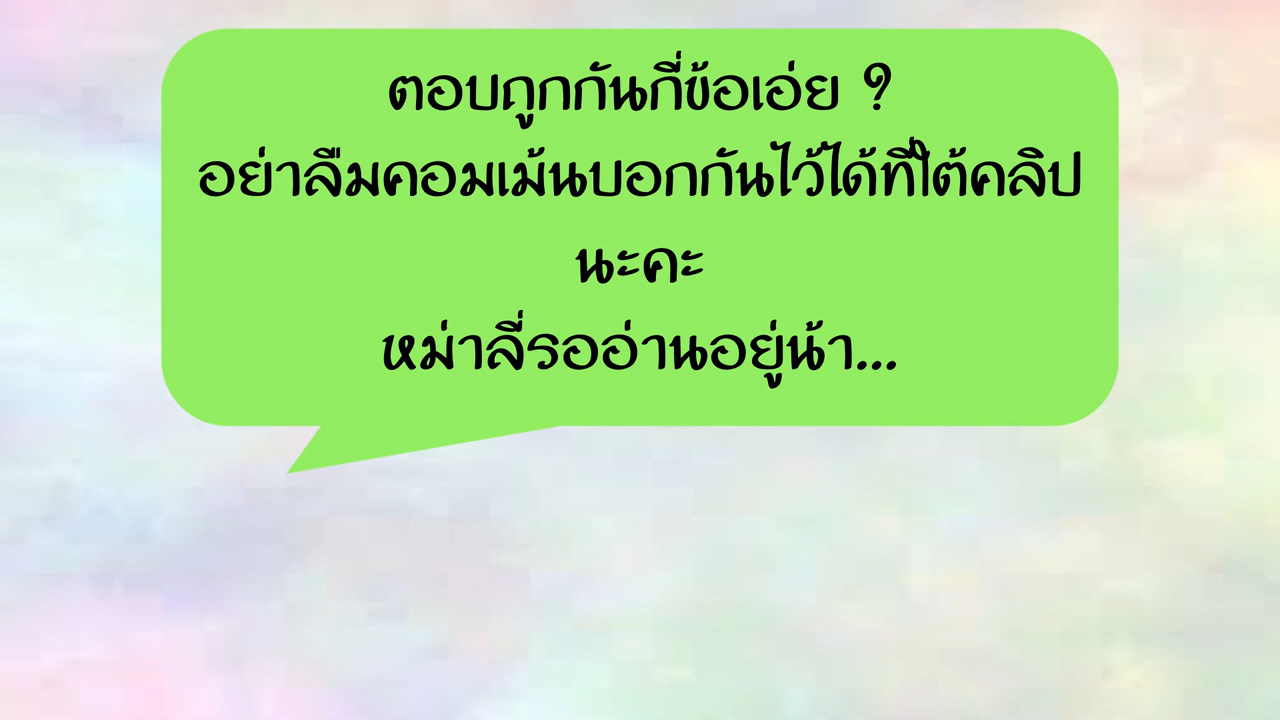 ตอบถูกกันกี่ข้อเอ่ย ?
อย่าลืมคอมเม้นบอกกันไว้ได้ที่ใต้คลิป
นะคะ
หม่าลี่รออ่านอยู่น้า...